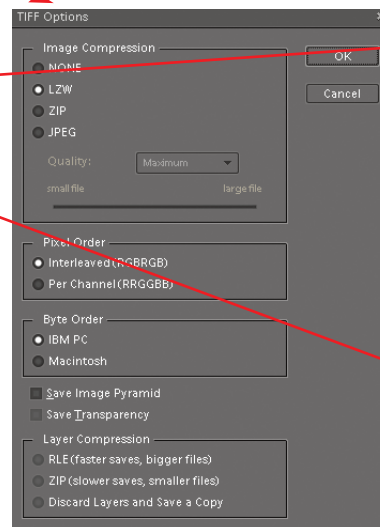 TIFF Options
Image Compression
NONE
LZW
ZIP
JPEG
Quality: Maximum
small file large file
OK
Cancel
Pixel Order
Interleaved (RGBRGB)
Per Channel (RRGGBB)
Byte Order
IBM PC
Macintosh
Save Image Pyramid
Save Transparency
Layer Compression
RLE (faster saves, bigger files)
ZIP (slower saves, smaller files)
Discard Layers and Save a Copy